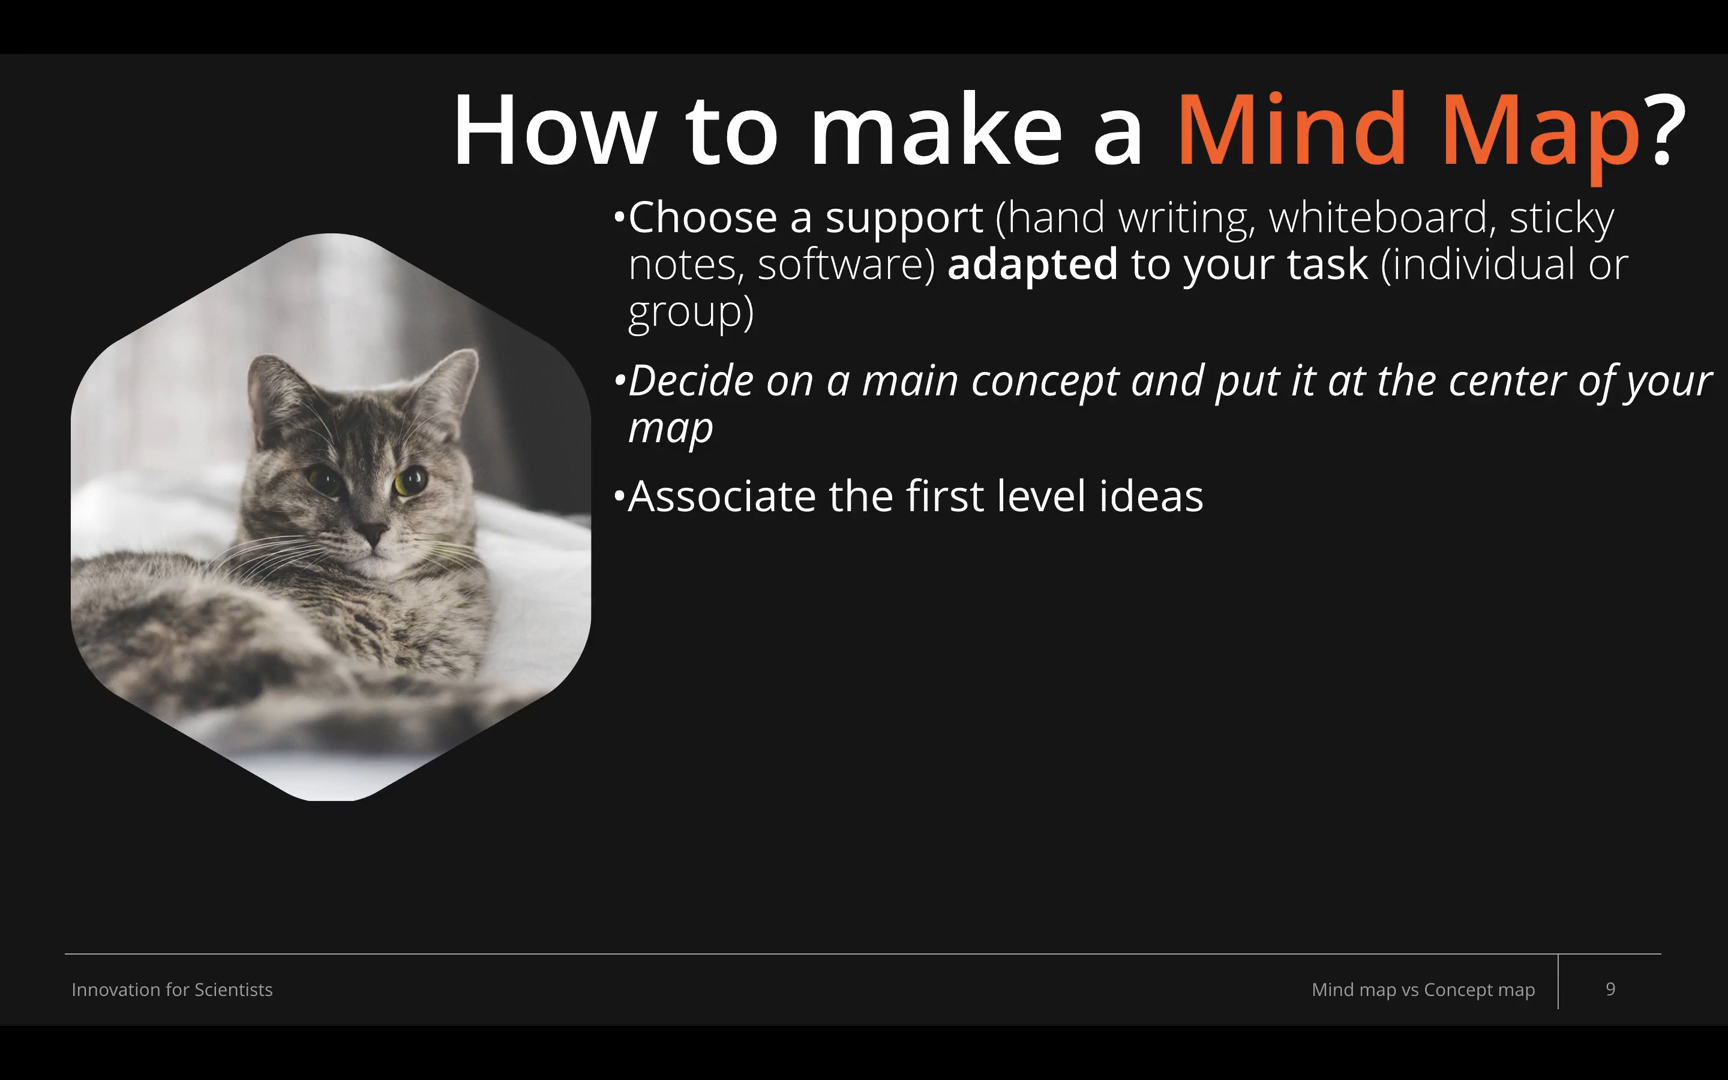 How to make a Mind Map?
•Choose a support (hand writing, whiteboard, sticky
notes, software) adapted to your task (individual or
group)
•Decide on a main concept and put it at the center of your
map
•Associate the first level ideas
Innovation for Scientists
Mind map vs Concept map
9